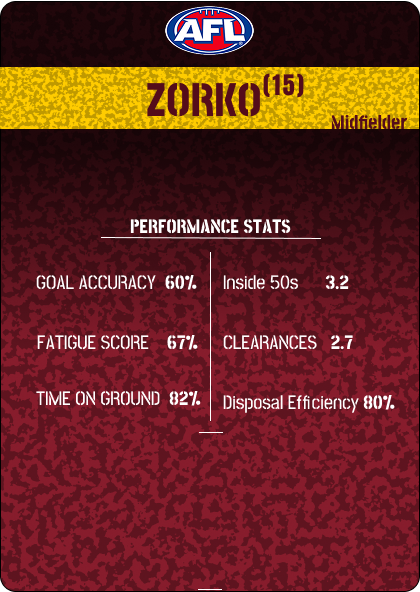 AFL
ZORKO(15)
Midfielder
PERFORMANCE STATS
GOAL ACCURACY 60%
Inside 50s 3.2
FATIGUE SCORE 67%
CLEARANCES 2.7
TIME ON GROUND 82%
Disposal Efficiency 80%